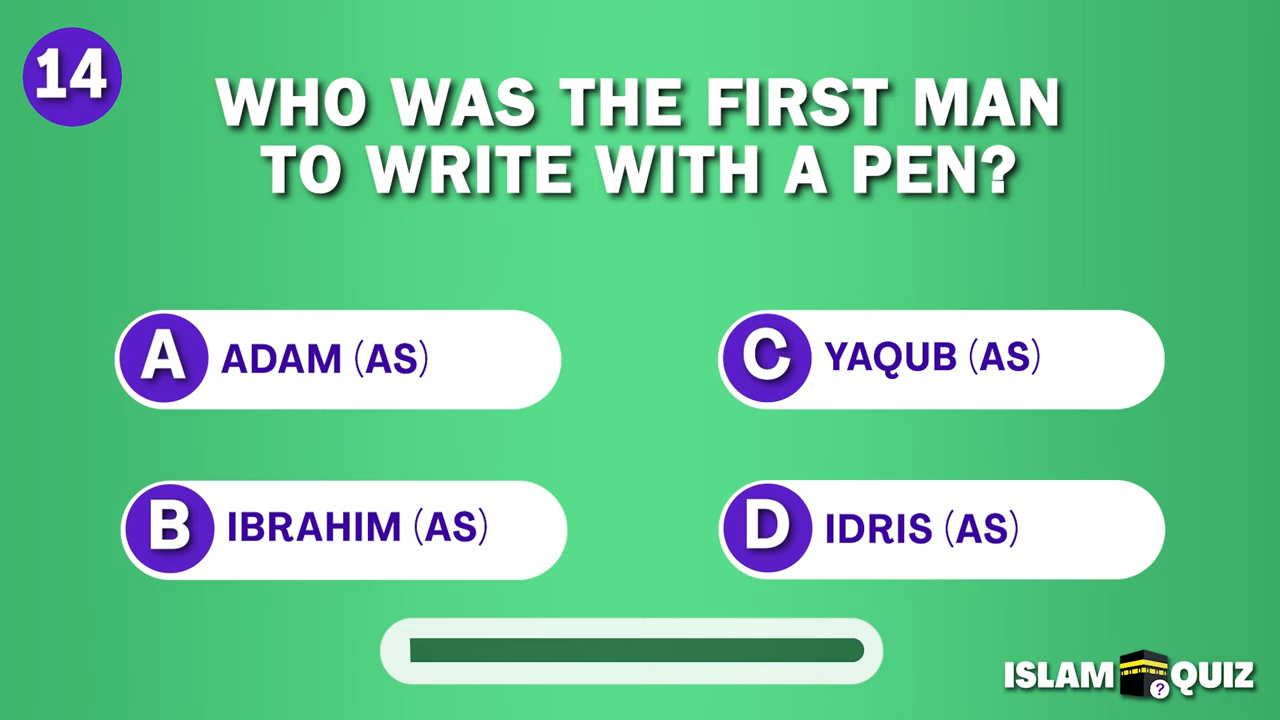 14
WHO WAS THE FIRST MAN
TO WRITE WITH A PEN?
A ADAM (AS)
B IBRAHIM (AS)
C YAQUB (AS)
D IDRIS (AS)
ISLAM ? QUIZ